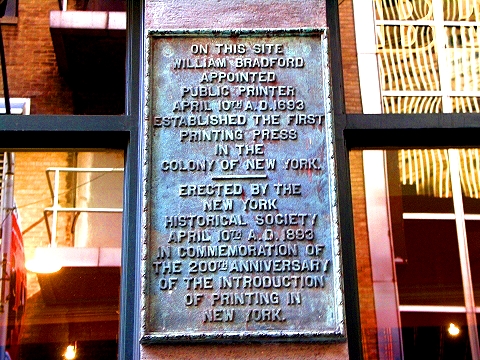 ON THIS SITE
WILLIAM BRADFORD
APPOINTED
PUBLIC PRINTER
APRIL 10TH A.D. 1693
ESTABLISHED THE FIRST
PRINTING PRESS
IN THE
COLONY OF NEW YORK.
ERECTED BY THE
NEW YORK
HISTORICAL SOCIETY
APRIL 10TH A.D. 1893
IN COMMEMORATION OF
THE 200TH ANNIVERSARY
OF THE INTRODUCTION
OF PRINTING IN
NEW YORK.